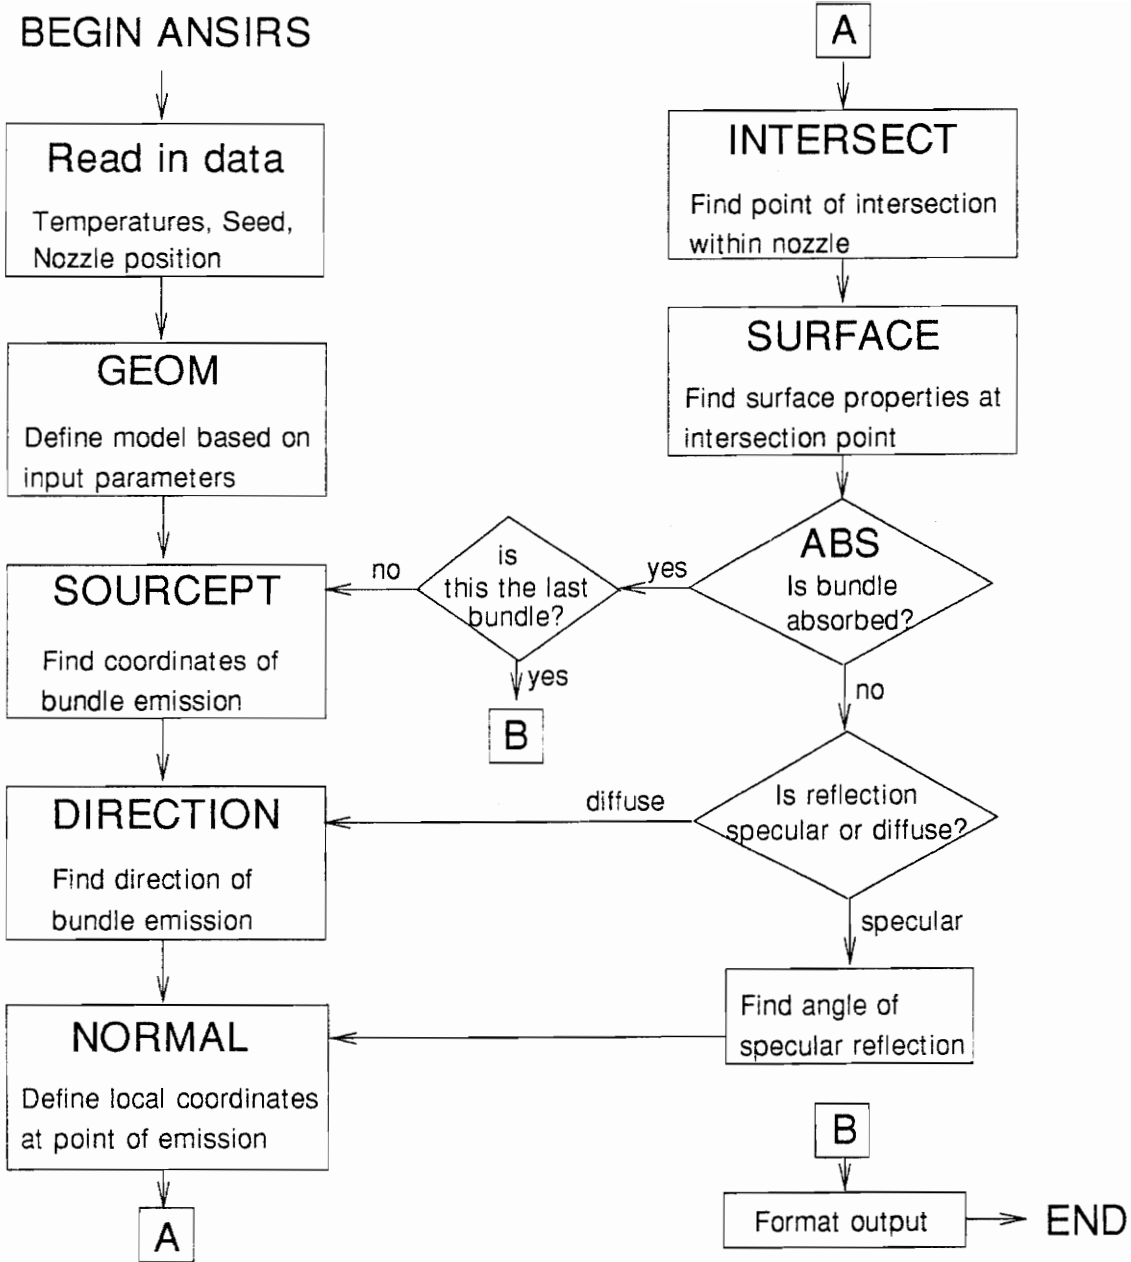 BEGIN ANSIRS
Read in data
Temperatures, Seed,
Nozzle position
GEOM
Define model based on
input parameters
SOURCEPT
Find coordinates of
bundle emission
DIRECTION
Find direction of
bundle emission
NORMAL
Define local coordinates
at point of emission
A
A
INTERSECT
Find point of intersection
within nozzle
SURFACE
Find surface properties at
intersection point
ABS
Is bundle
absorbed?
yes
is
this the last
bundle?
no
yes
B
no
Is reflection
specular or diffuse?
diffuse
specular
Find angle of
specular reflection
B
Format output
END